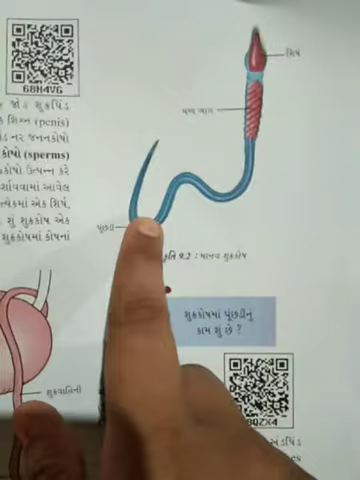 68H4VG
જોડ શુક્રપિંડ
શિશ્ન (penis)
નર જનનકોષો
કોષો (sperms)
ઉત્પન્ન કરે
દર્શાવવામાં આવેલ
એક શિર્ષ,
શું શુક્રકોષ એક
શુક્રકોષમાં કોષનાં
શિર્ષ
મધ્ય ભાગ
પૂંછડી
9.2 : માનવ શુક્રકોષ
શુક્રકોષમાં પૂંછડીનું
કામ શું છે ?
શુક્રવાહિની